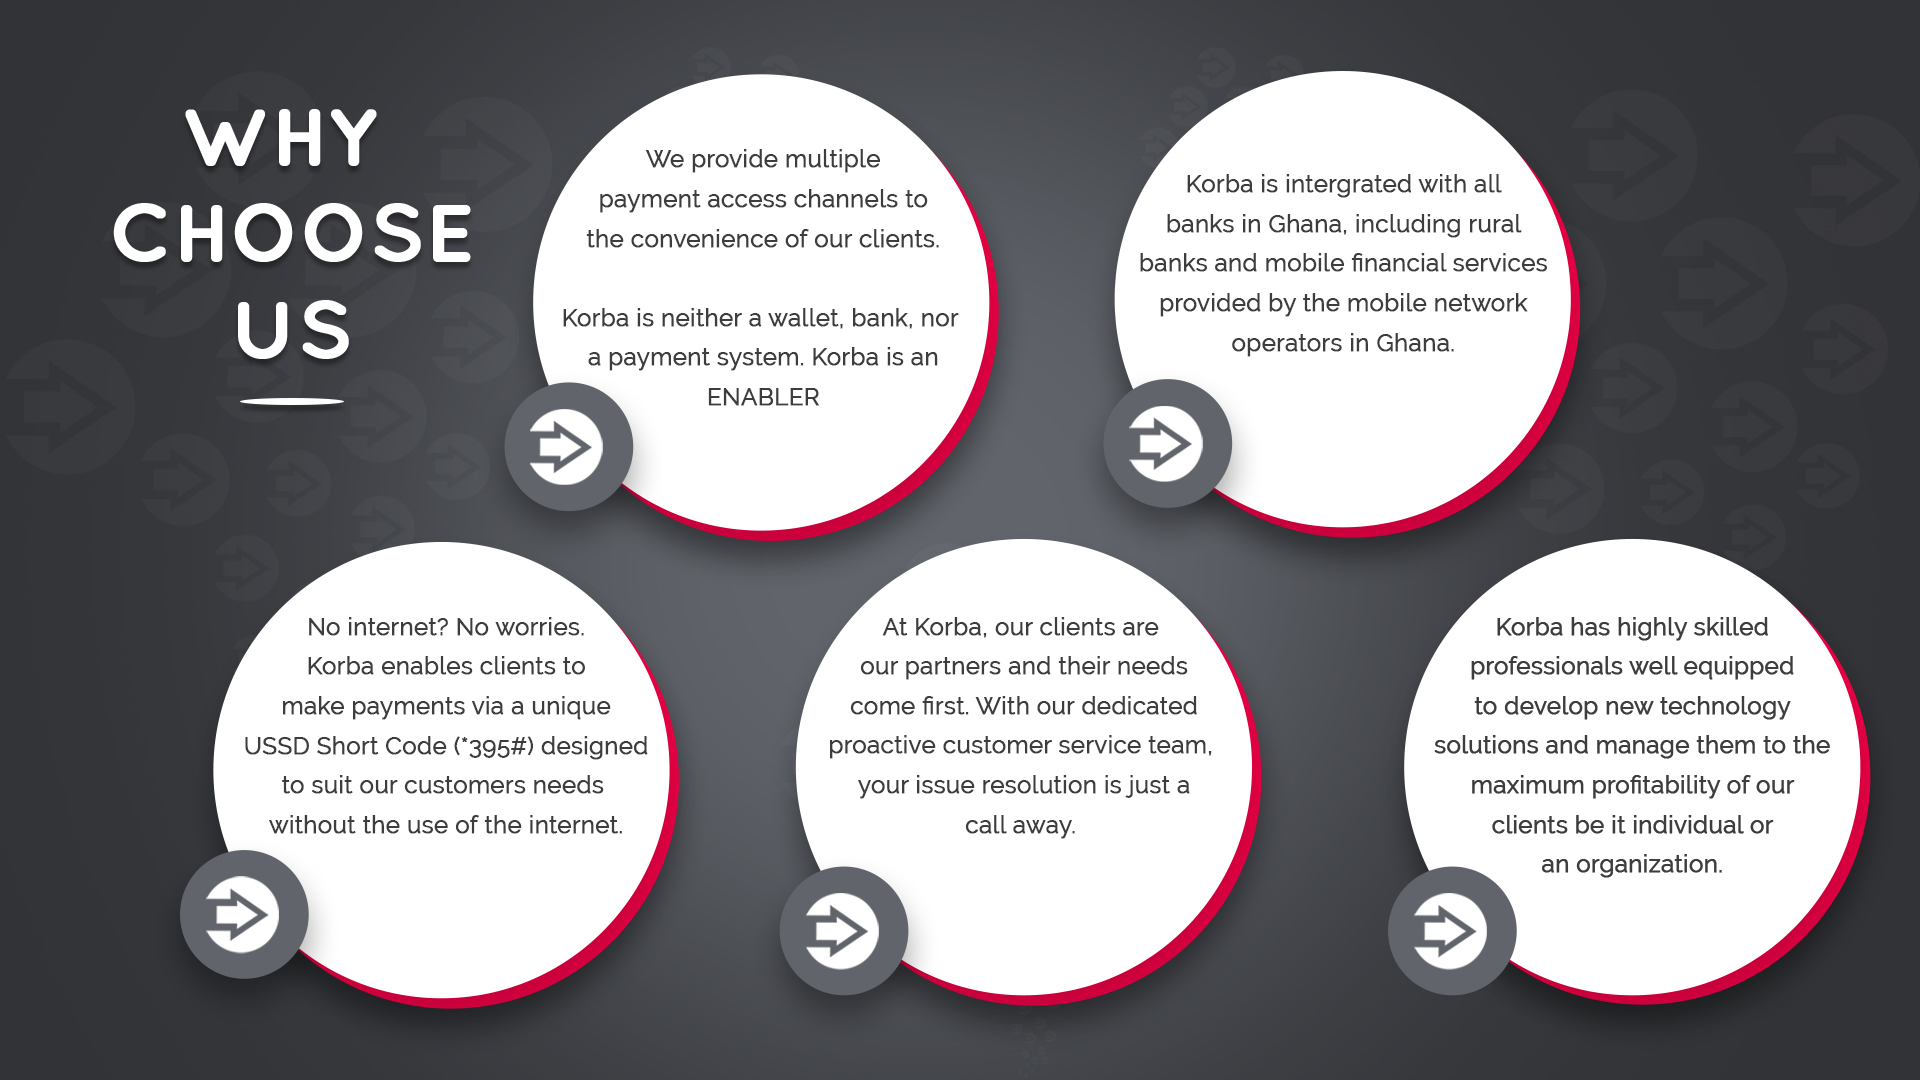 WHY
CHOOSE
US
We provide multiple
payment access channels to
the convenience of our clients.
Korba is neither a wallet, bank, nor
a payment system. Korba is an
ENABLER
Korba is intergrated with all
banks in Ghana, including rural
banks and mobile financial services
provided by the mobile network
operators in Ghana.
No internet? No worries.
Korba enables clients to
make payments via a unique
USSD Short Code (*395#) designed
to suit our customers needs
without the use of the internet.
At Korba, our clients are
our partners and their needs
come first. With our dedicated
proactive customer service team,
your issue resolution is just a
call away.
Korba has highly skilled
professionals well equipped
to develop new technology
solutions and manage them to the
maximum profitability of our
clients be it individual or
an organization.